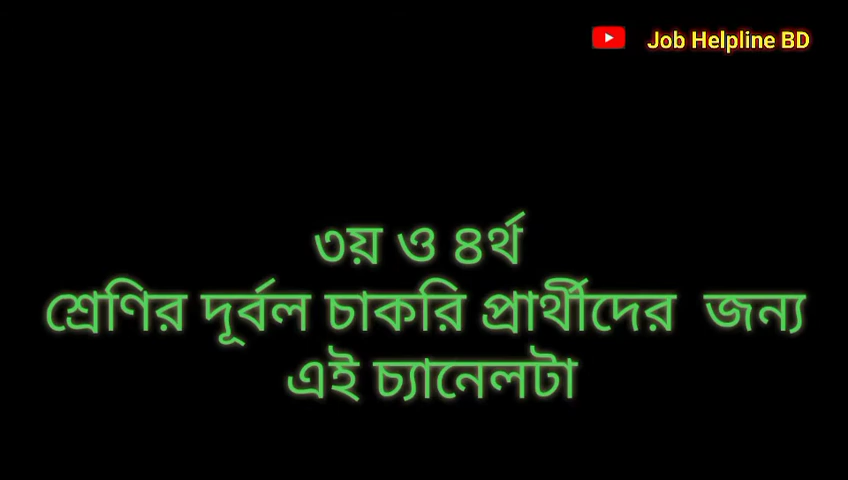 Job Helpline BD
৩য় ও ৪র্থ
শ্রেণির দূর্বল চাকরি প্রার্থীদের জন্য
এই চ্যানেলটা